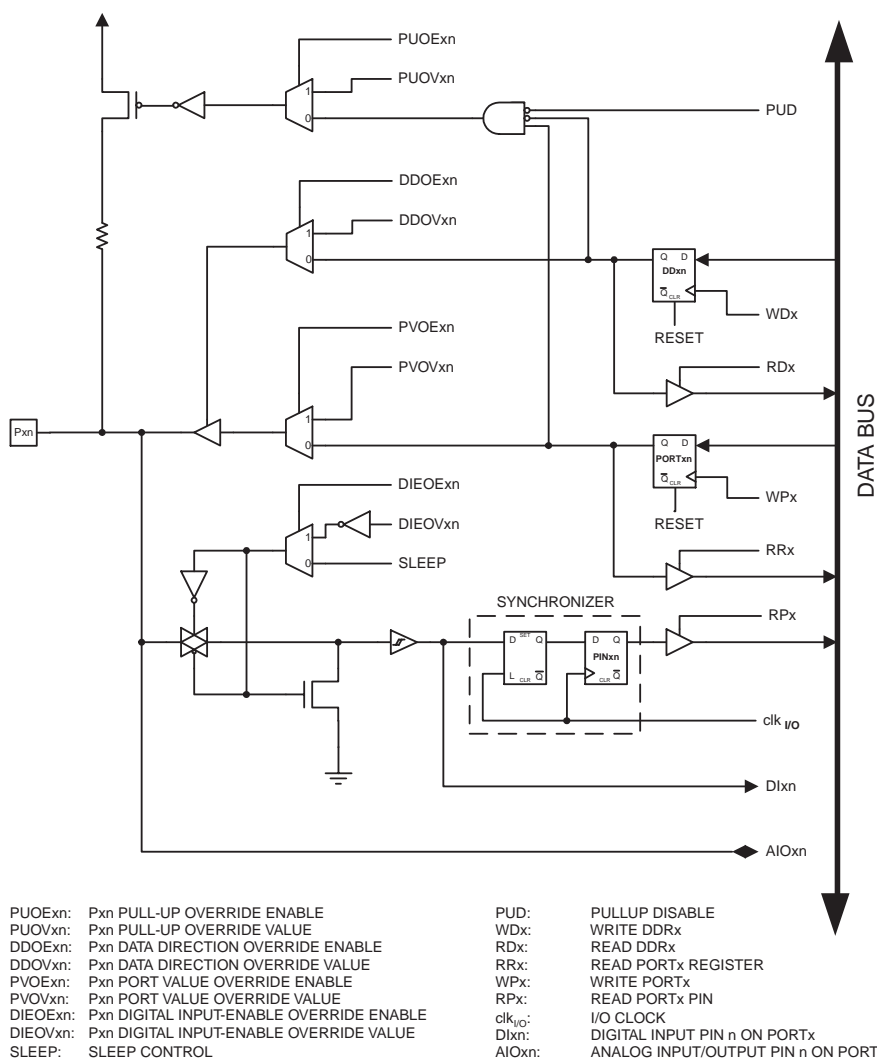 PUOExn
PUOVxn
1
0
PUD
DDOExn
DDOVxn
1
0
Q D
DDxn
Q CLR
WDx
RESET
PVOExn
RDx
PVOVxn
Pxn
1
0
Q D
PORTxn
Q CLR
DATA BUS
DIEOExn
WPx
DIEOVxn
RESET
1
0
SLEEP
RRx
SYNCHRONIZER
RPx
D SET Q
D Q
PINxn
L CLR Q
CLR Q
clk I/O
DIxn
AIOxn
PUOExn: Pxn PULL-UP OVERRIDE ENABLE
PUOVxn: Pxn PULL-UP OVERRIDE VALUE
DDOExn: Pxn DATA DIRECTION OVERRIDE ENABLE
DDOVxn: Pxn DATA DIRECTION OVERRIDE VALUE
PVOExn: Pxn PORT VALUE OVERRIDE ENABLE
PVOVxn: Pxn PORT VALUE OVERRIDE VALUE
DIEOExn: Pxn DIGITAL INPUT-ENABLE OVERRIDE ENABLE
DIEOVxn: Pxn DIGITAL INPUT-ENABLE OVERRIDE VALUE
SLEEP: SLEEP CONTROL
PUD: PULLUP DISABLE
WDx: WRITE DDRx
RDx: READ DDRx
RRx: READ PORTx REGISTER
WPx: WRITE PORTx
RPx: READ PORTx PIN
clkI/O: I/O CLOCK
DIxn: DIGITAL INPUT PIN n ON PORTx
AIOxn: ANALOG INPUT/OUTPUT PIN n ON PORT